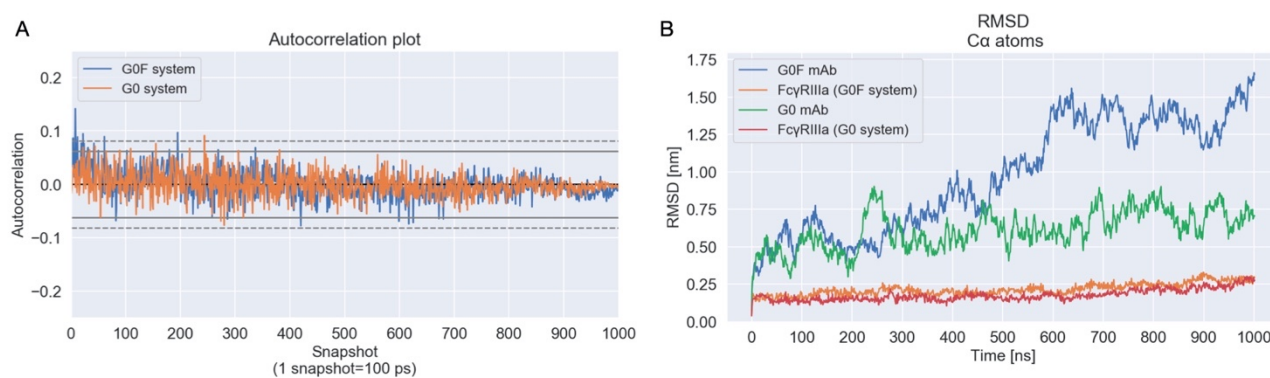 A
Autocorrelation plot
G0F system
G0 system
0.2
0.1
0.0
−0.1
−0.2
Autocorrelation
0 100 200 300 400 500 600 700 800 900 1000
Snapshot
(1 snapshot=100 ps)
B
RMSD
Cα atoms
G0F mAb
FcγRIIIa (G0F system)
G0 mAb
FcγRIIIa (G0 system)
1.75
1.50
1.25
1.00
0.75
0.50
0.25
0.00
RMSD [nm]
0 100 200 300 400 500 600 700 800 900 1000
Time [ns]